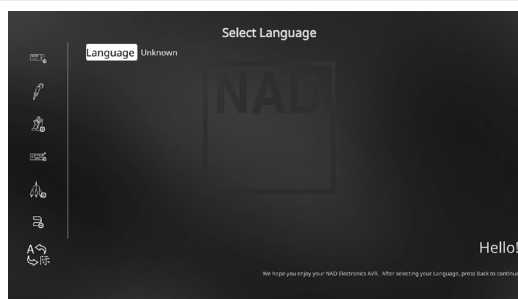 Select Language
Language Unknown
NAD
Hello!
We hope you enjoy your NAD Electronics AVR. After selecting your Language, press Back to continue